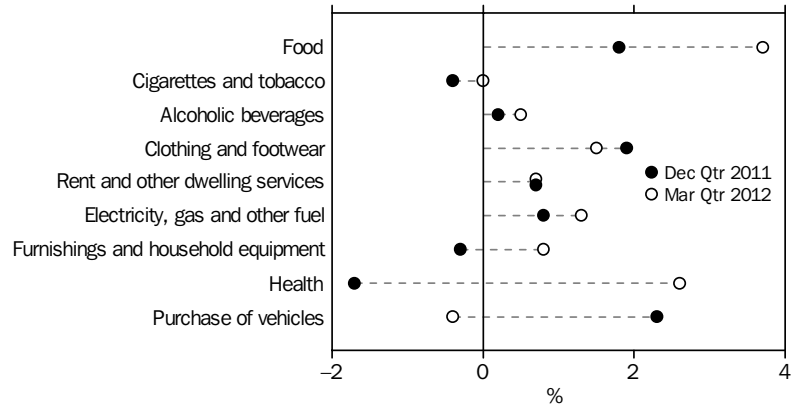 Food
Cigarettes and tobacco
Alcoholic beverages
Clothing and footwear
Rent and other dwelling services
Electricity, gas and other fuel
Furnishings and household equipment
Health
Purchase of vehicles
Dec Qtr 2011
Mar Qtr 2012
–2 0 2 4
%